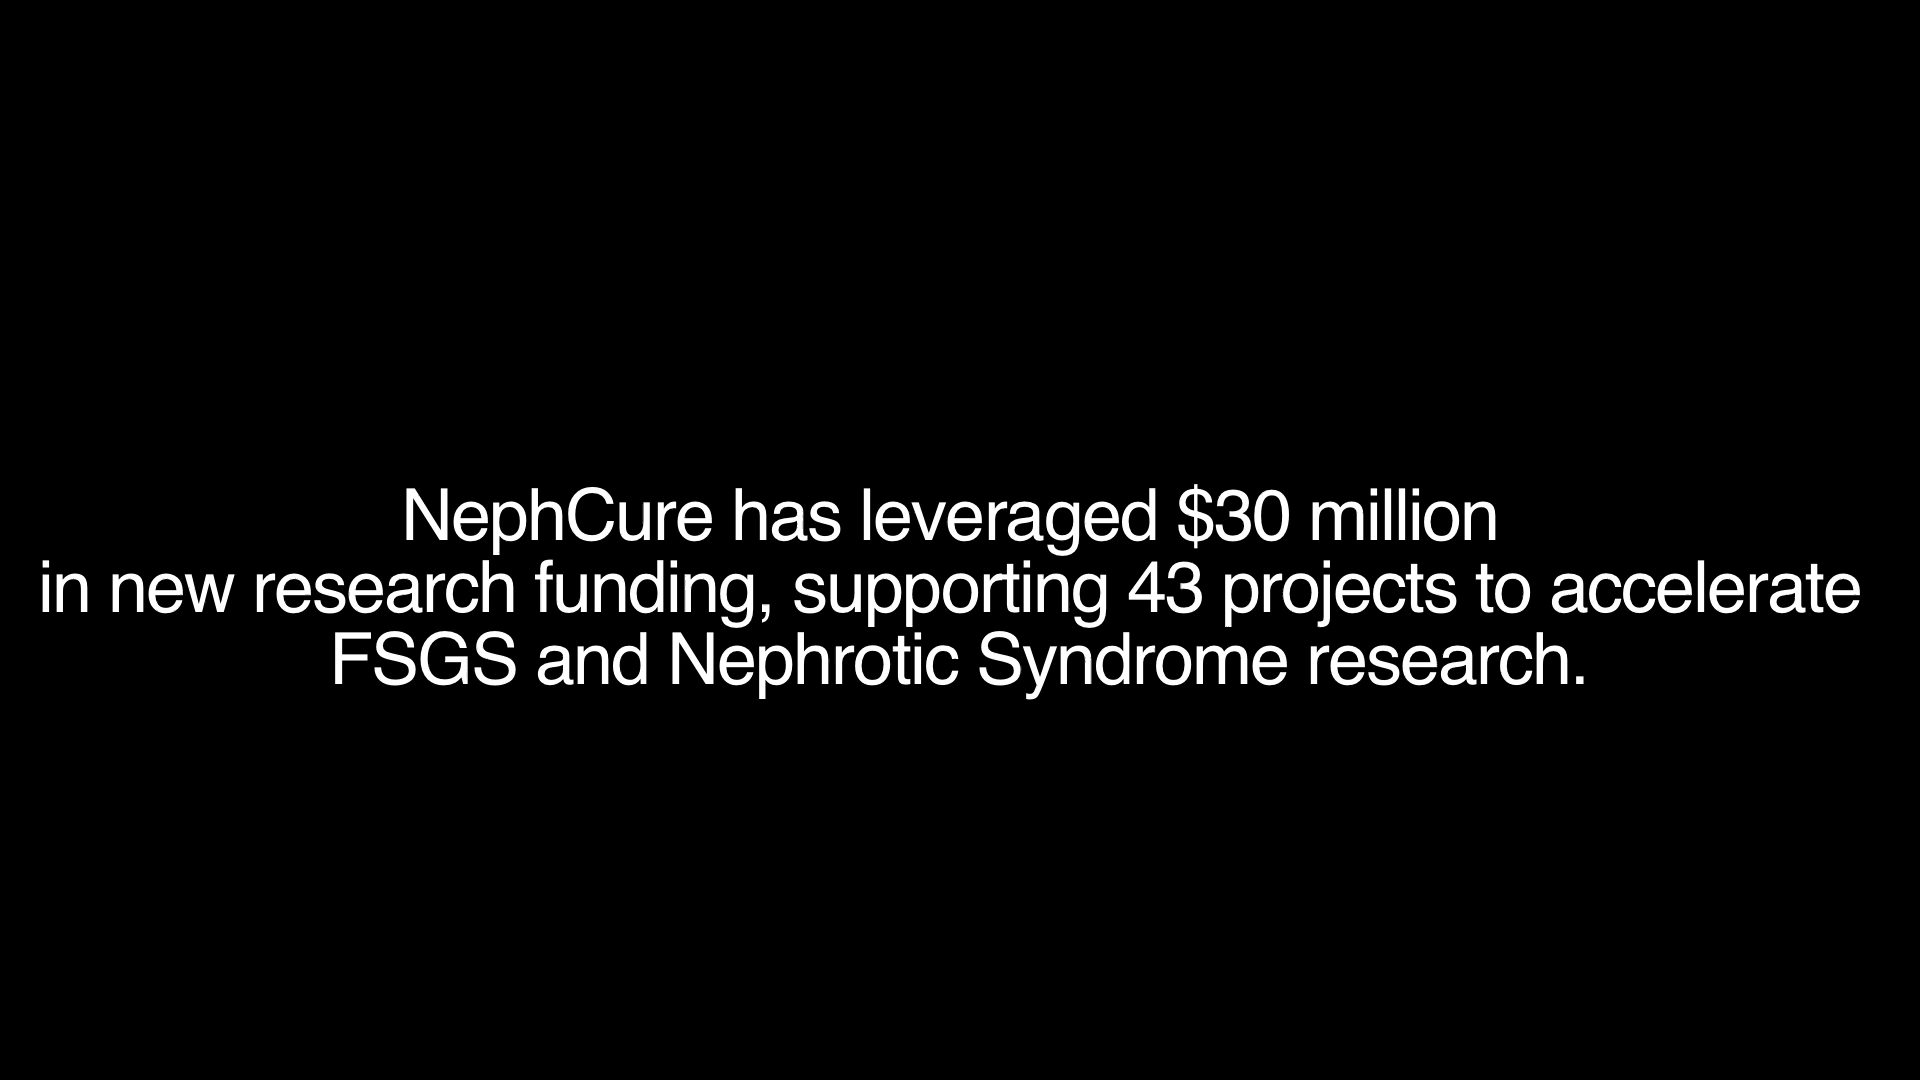 NephCure has leveraged $30 million
in new research funding, supporting 43 projects to accelerate
FSGS and Nephrotic Syndrome research.